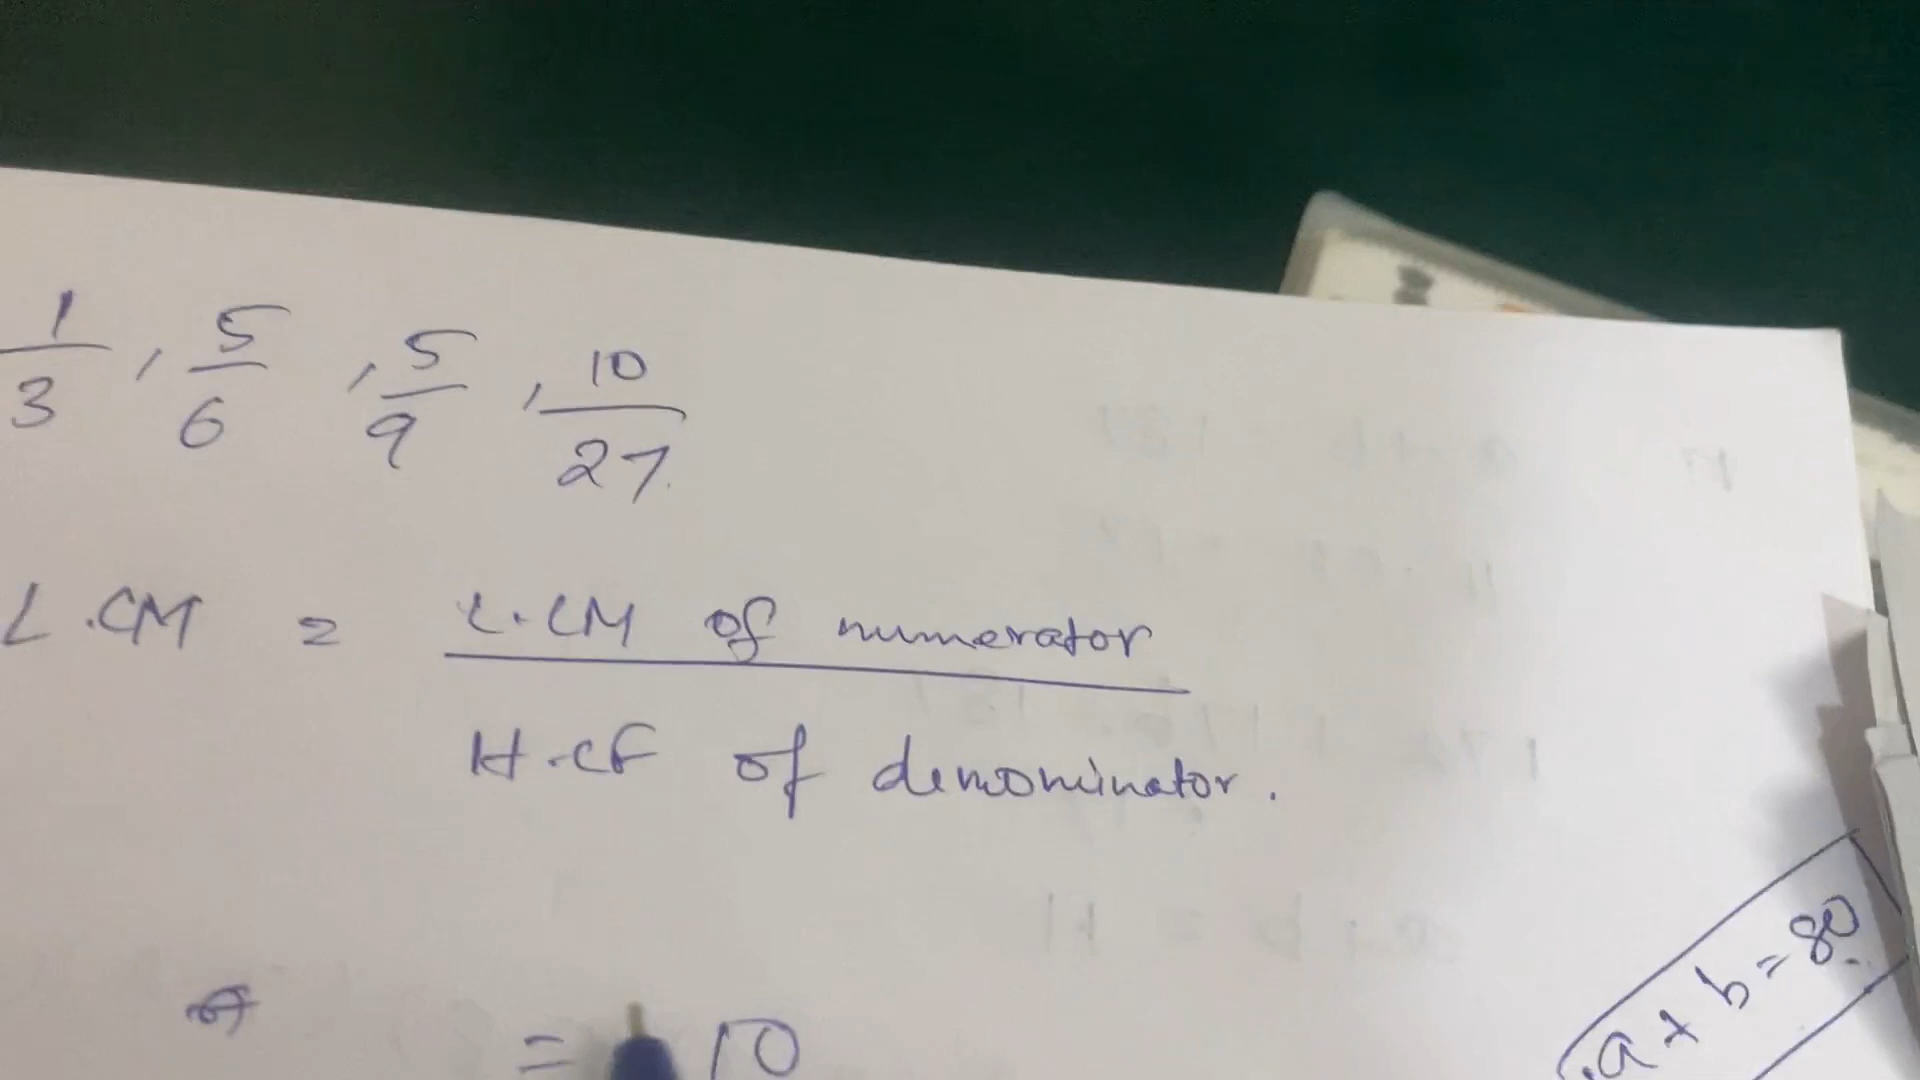 1/3 , 5/6 , 5/9 , 10/27
L.CM = L.CM of numerator
H.CF of denominator.
= 10
a + b = 80